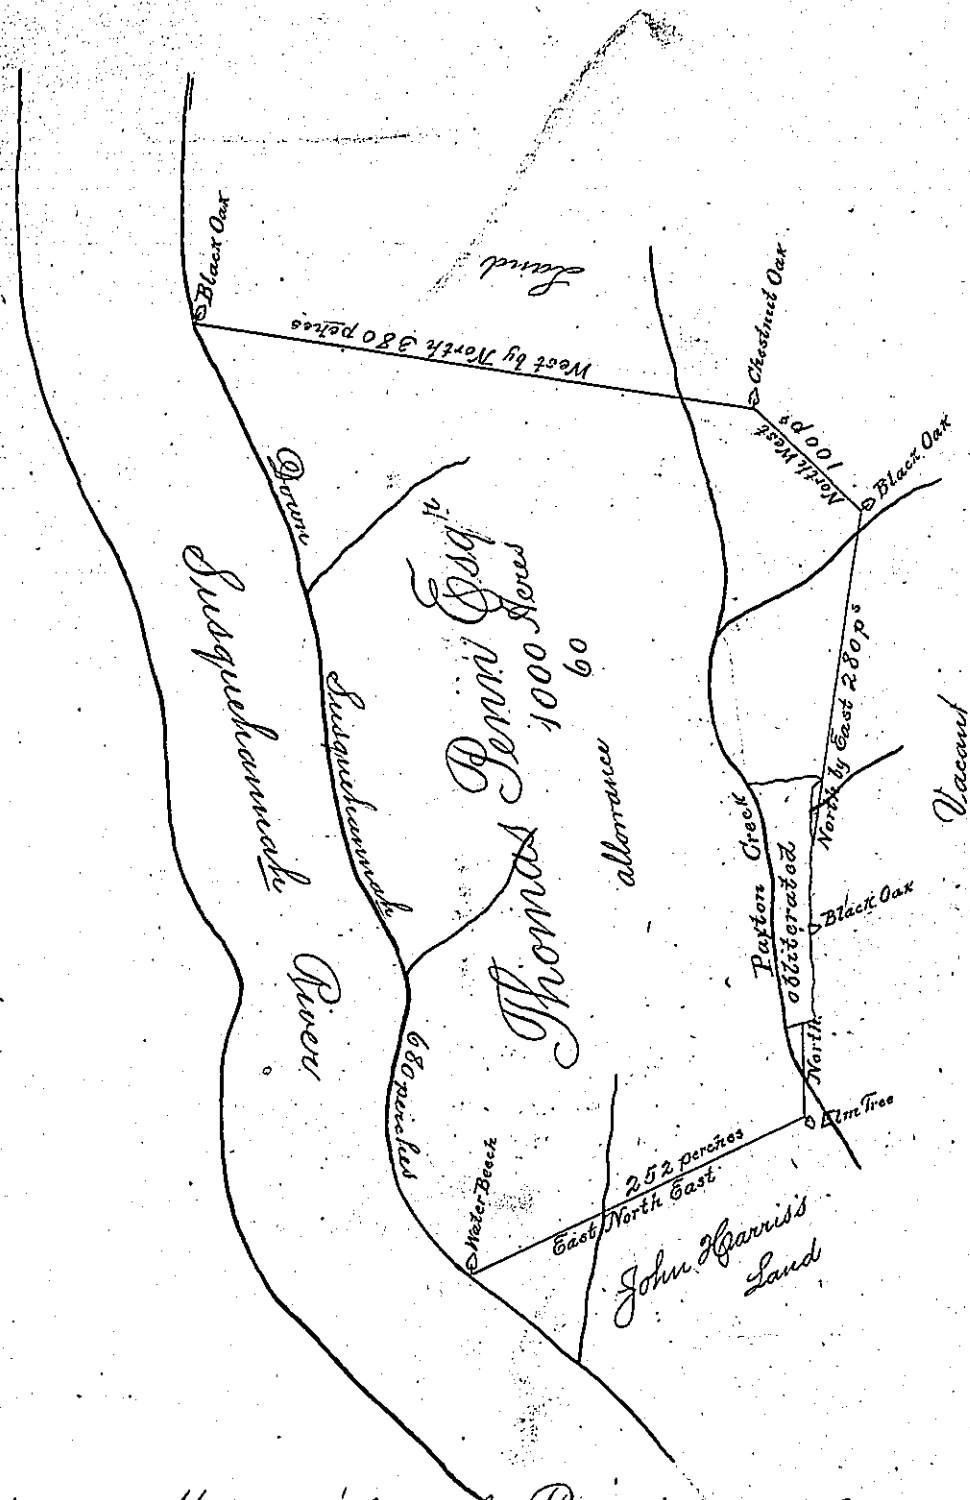 Black Oak
Land
West by North 380 perches
Chestnut Oak
North West
100 ps
Black Oak
Down
Susquehannah
680 perches
Susquehannah
River
Thomas Penn Esqr.
1000 Acres
60
allowance
North by East 280 ps
Vacant
Paxton Creek
obliterated
Black Oak
North
Elm Tree
Water Beech
252 perches
East North East
John Harris's
Land